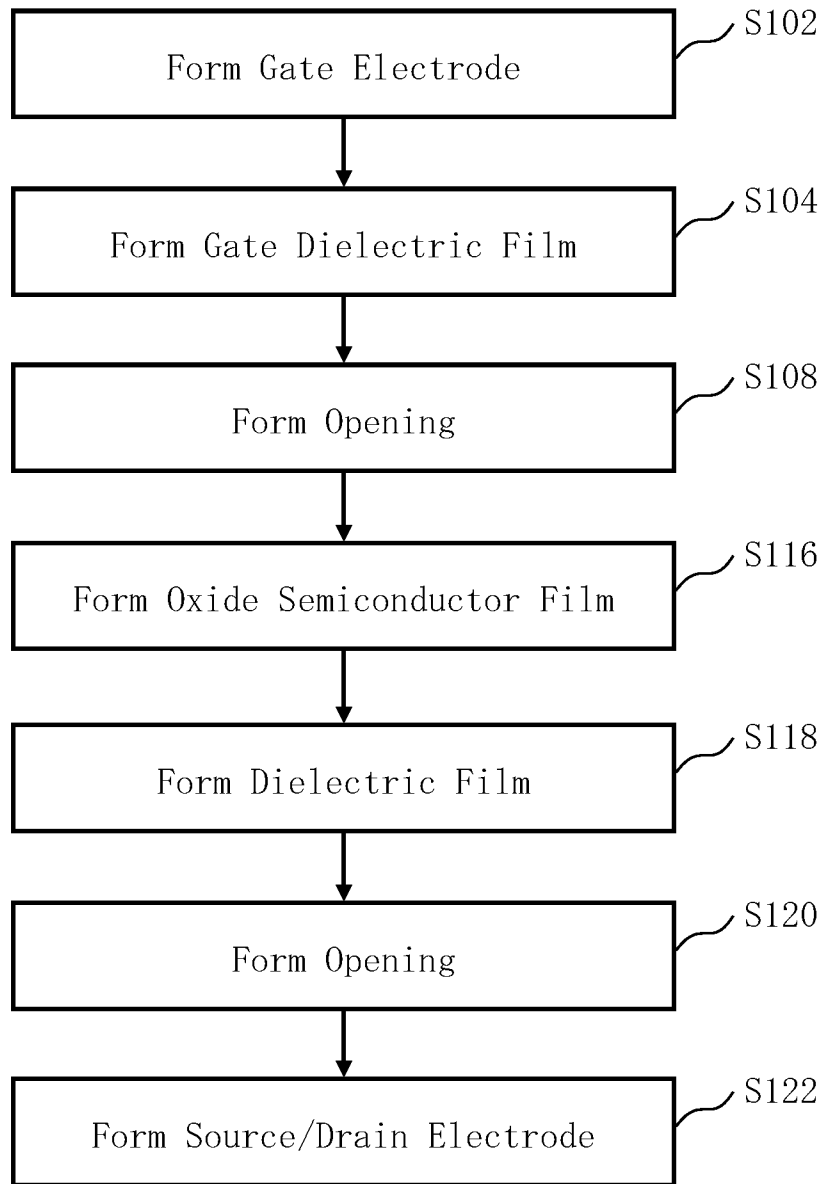 S102
Form Gate Electrode
S104
Form Gate Dielectric Film
S108
Form Opening
S116
Form Oxide Semiconductor Film
S118
Form Dielectric Film
S120
Form Opening
S122
Form Source/Drain Electrode